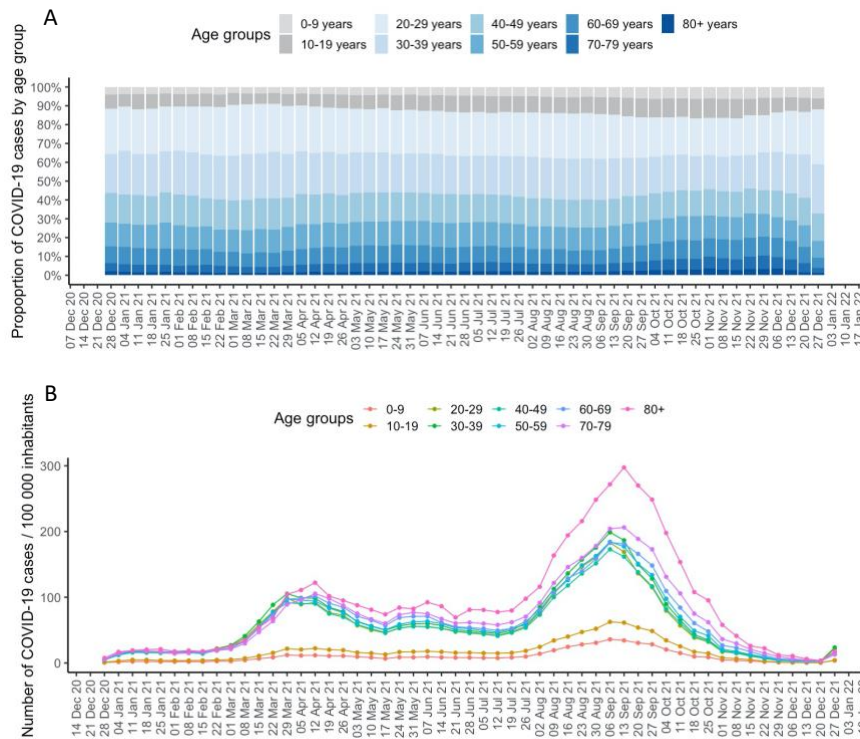 A
Age groups
0-9 years 20-29 years 40-49 years 60-69 years 80+ years
10-19 years 30-39 years 50-59 years 70-79 years
Propoprtion of COVID-19 cases by age group
100%
90%
80%
70%
60%
50%
40%
30%
20%
10%
0%
07 Dec 20
14 Dec 20
21 Dec 20
28 Dec 20
04 Jan 21
11 Jan 21
18 Jan 21
25 Jan 21
01 Feb 21
08 Feb 21
15 Feb 21
22 Feb 21
01 Mar 21
08 Mar 21
15 Mar 21
22 Mar 21
29 Mar 21
05 Apr 21
12 Apr 21
19 Apr 21
26 Apr 21
03 May 21
10 May 21
17 May 21
24 May 21
31 May 21
07 Jun 21
14 Jun 21
21 Jun 21
28 Jun 21
05 Jul 21
12 Jul 21
19 Jul 21
26 Jul 21
02 Aug 21
09 Aug 21
16 Aug 21
23 Aug 21
30 Aug 21
06 Sep 21
13 Sep 21
20 Sep 21
27 Sep 21
04 Oct 21
11 Oct 21
18 Oct 21
25 Oct 21
01 Nov 21
08 Nov 21
15 Nov 21
22 Nov 21
29 Nov 21
06 Dec 21
13 Dec 21
20 Dec 21
27 Dec 21
03 Jan 22
10 Jan 22
17 Jan 22
B
Age groups
0-9 20-29 40-49 60-69 80+
10-19 30-39 50-59 70-79
Number of COVID-19 cases / 100 000 inhabitants
300
200
100
0
14 Dec 20
21 Dec 20
28 Dec 20
04 Jan 21
11 Jan 21
18 Jan 21
25 Jan 21
01 Feb 21
08 Feb 21
15 Feb 21
22 Feb 21
01 Mar 21
08 Mar 21
15 Mar 21
22 Mar 21
29 Mar 21
05 Apr 21
12 Apr 21
19 Apr 21
26 Apr 21
03 May 21
10 May 21
17 May 21
24 May 21
31 May 21
07 Jun 21
14 Jun 21
21 Jun 21
28 Jun 21
05 Jul 21
12 Jul 21
19 Jul 21
26 Jul 21
02 Aug 21
09 Aug 21
16 Aug 21
23 Aug 21
30 Aug 21
06 Sep 21
13 Sep 21
20 Sep 21
27 Sep 21
04 Oct 21
11 Oct 21
18 Oct 21
25 Oct 21
01 Nov 21
08 Nov 21
15 Nov 21
22 Nov 21
29 Nov 21
06 Dec 21
13 Dec 21
20 Dec 21
27 Dec 21
03 Jan 22